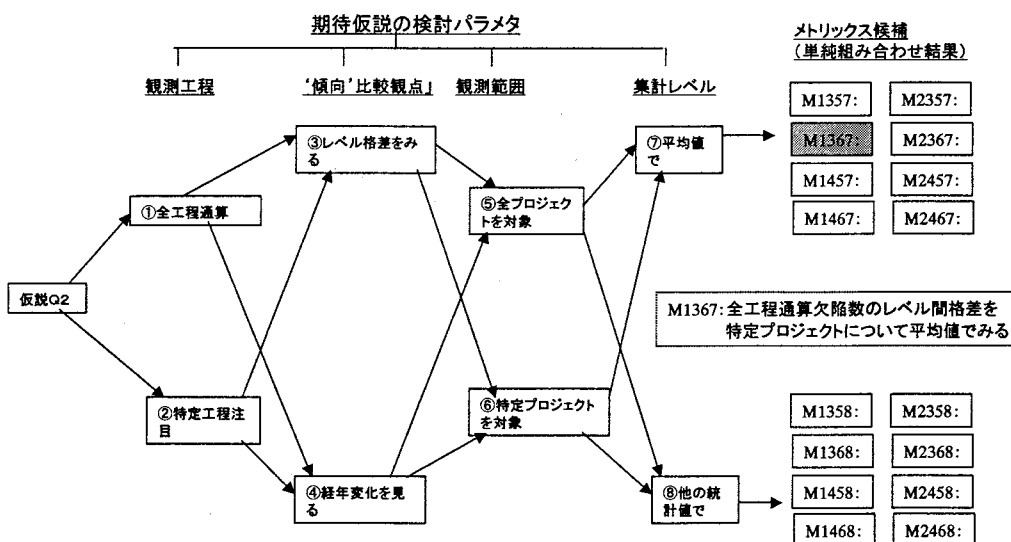 期待仮説の検討パラメタ
メトリックス候補
(単純組み合わせ結果)
観測工程
‘傾向’比較観点」
観測範囲
集計レベル
M1357:
M2357:
M1367:
M2367:
M1457:
M2457:
M1467:
M2467:
③レベル格差をみ
る
⑦平均値
で
①全工程通算
⑤全プロジェク
トを対象
仮説Q2
M1367:全工程通算欠陥数のレベル間格差を
特定プロジェクトについて平均値でみる
②特定工程注
目
⑥特定プロジェクト
を対象
④経年変化を見
る
⑧他の統
計値で
M1358:
M2358:
M1368:
M2368:
M1458:
M2458:
M1468:
M2468: